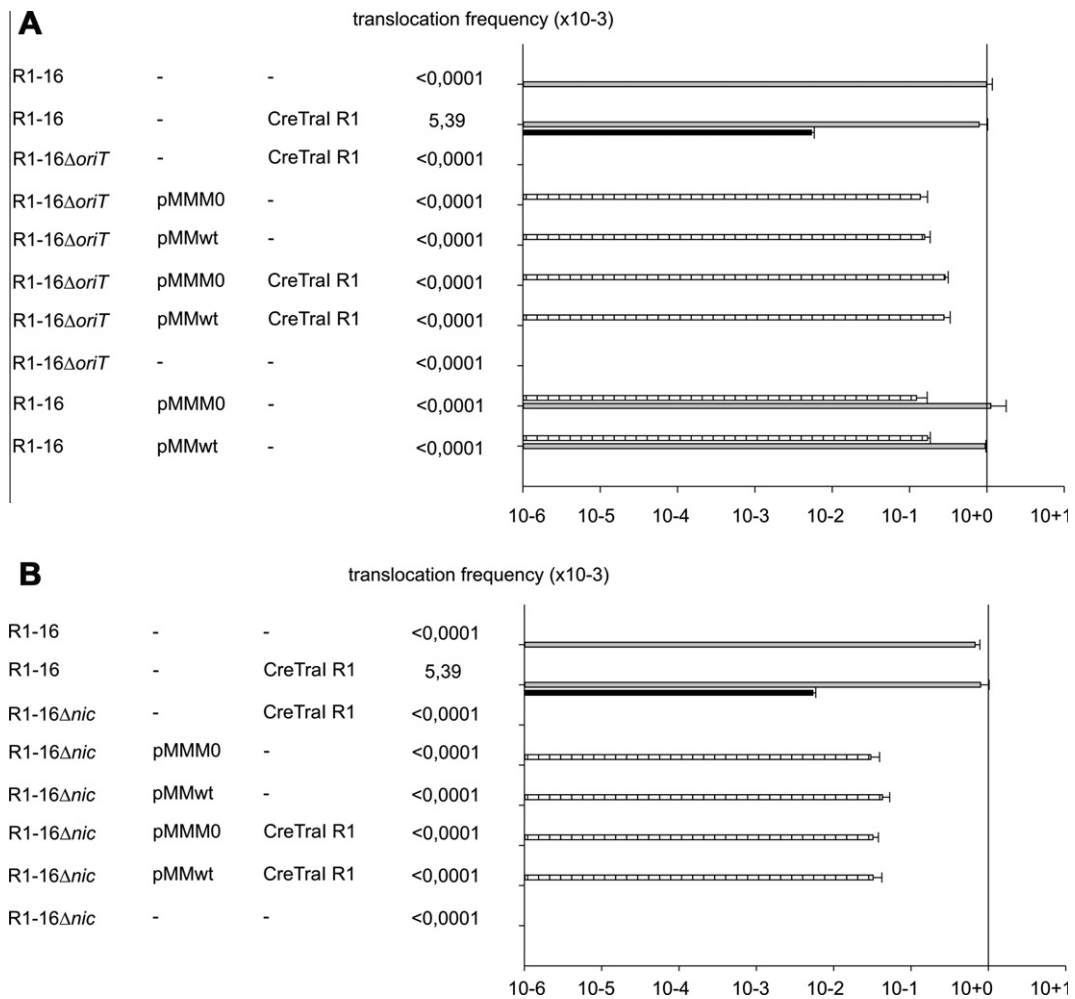 A
translocation frequency (x10-3)
R1-16 - - <0,0001
R1-16 - CreTraI R1 5,39
R1-16ΔoriT - CreTraI R1 <0,0001
R1-16ΔoriT pMMM0 - <0,0001
R1-16ΔoriT pMMwt - <0,0001
R1-16ΔoriT pMMM0 CreTraI R1 <0,0001
R1-16ΔoriT pMMwt CreTraI R1 <0,0001
R1-16ΔoriT - - <0,0001
R1-16 pMMM0 - <0,0001
R1-16 pMMwt - <0,0001
10-6 10-5 10-4 10-3 10-2 10-1 10+0 10+1
B
translocation frequency (x10-3)
R1-16 - - <0,0001
R1-16 - CreTraI R1 5,39
R1-16Δnic - CreTraI R1 <0,0001
R1-16Δnic pMMM0 - <0,0001
R1-16Δnic pMMwt - <0,0001
R1-16Δnic pMMM0 CreTraI R1 <0,0001
R1-16Δnic pMMwt CreTraI R1 <0,0001
R1-16Δnic - - <0,0001
10-6 10-5 10-4 10-3 10-2 10-1 10+0 10+1